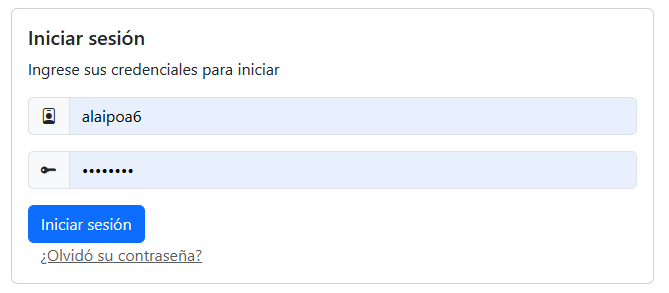 Iniciar sesión
Ingrese sus credenciales para iniciar
alaipoa6
••••••••
Iniciar sesión
¿Olvidó su contraseña?